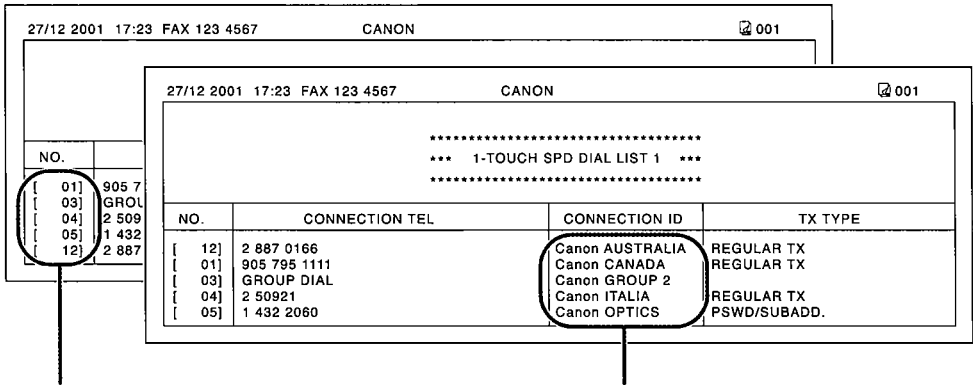 27/12 2001 17:23 FAX 123 4567 CANON 001
NO.
[ 01] 905 7
[ 03] GROU
[ 04] 2 509
[ 05] 1 432
[ 12] 2 887
27/12 2001 17:23 FAX 123 4567 CANON 001
***********************************
*** 1-TOUCH SPD DIAL LIST 1 ***
***********************************
NO. CONNECTION TEL CONNECTION ID TX TYPE
[ 12] 2 887 0166 Canon AUSTRALIA REGULAR TX
[ 01] 905 795 1111 Canon CANADA REGULAR TX
[ 03] GROUP DIAL Canon GROUP 2
[ 04] 2 50921 Canon ITALIA REGULAR TX
[ 05] 1 432 2060 Canon OPTICS PSWD/SUBADD.